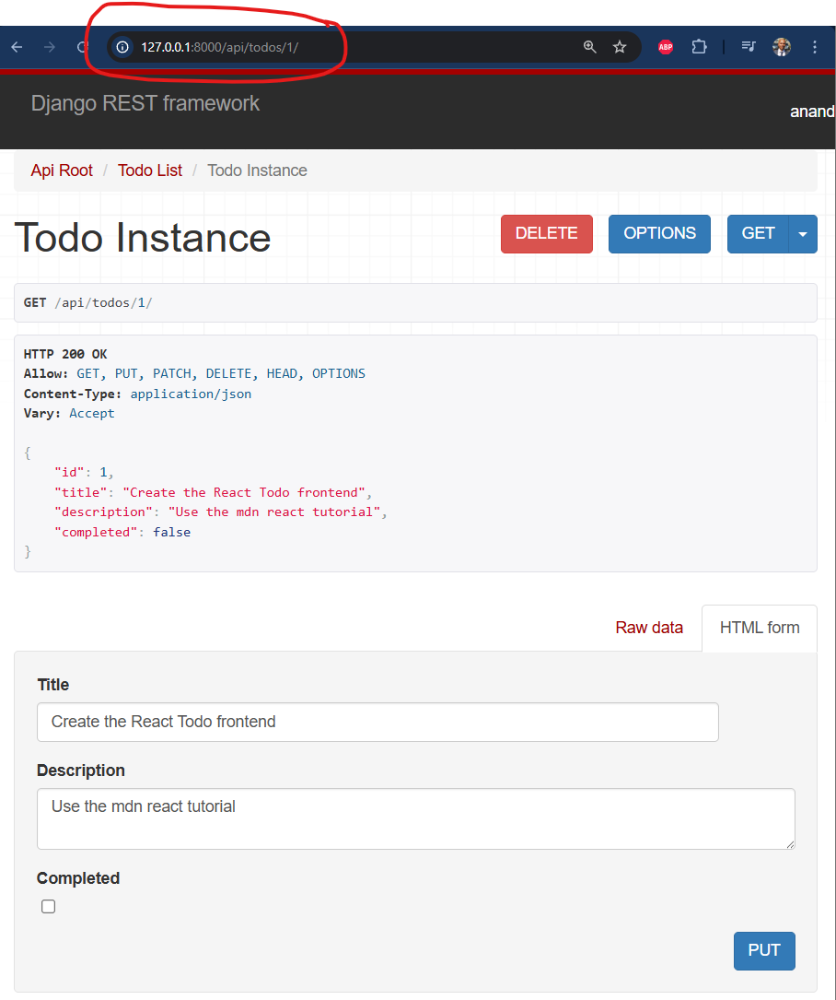 127.0.0.1:8000/api/todos/1/
ABP
Django REST framework
anand
Api Root / Todo List / Todo Instance
Todo Instance
DELETE
OPTIONS
GET
GET /api/todos/1/
HTTP 200 OK
Allow: GET, PUT, PATCH, DELETE, HEAD, OPTIONS
Content-Type: application/json
Vary: Accept
{
    "id": 1,
    "title": "Create the React Todo frontend",
    "description": "Use the mdn react tutorial",
    "completed": false
}
Raw data
HTML form
Title
Create the React Todo frontend
Description
Use the mdn react tutorial
Completed
PUT